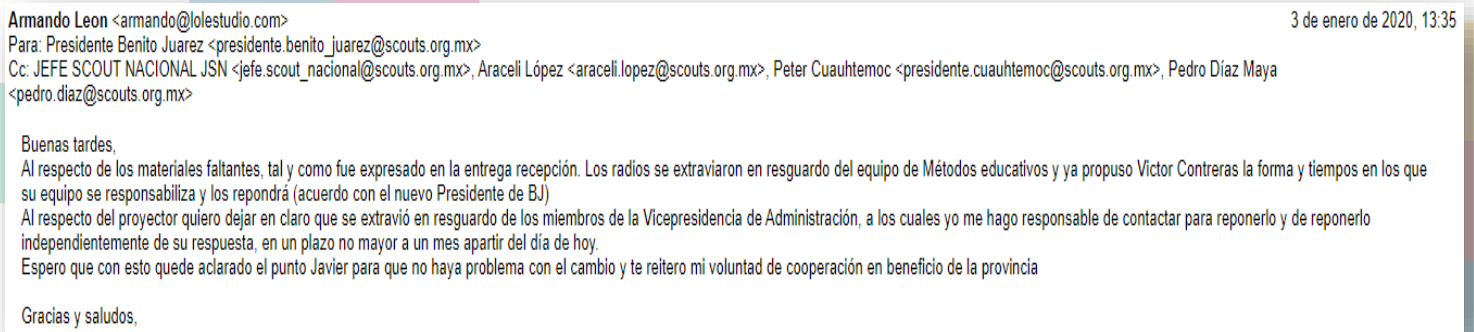 Armando Leon <armando@lolestudio.com> 3 de enero de 2020, 13:35
Para: Presidente Benito Juarez <presidente.benito_juarez@scouts.org.mx>
Cc: JEFE SCOUT NACIONAL JSN <jefe.scout_nacional@scouts.org.mx>, Araceli López <araceli.lopez@scouts.org.mx>, Peter Cuauhtemoc <presidente.cuauhtemoc@scouts.org.mx>, Pedro Díaz Maya
<pedro.diaz@scouts.org.mx>
Buenas tardes,
Al respecto de los materiales faltantes, tal y como fue expresado en la entrega recepción. Los radios se extraviaron en resguardo del equipo de Métodos educativos y ya propuso Victor Contreras la forma y tiempos en los que
su equipo se responsabiliza y los repondrá (acuerdo con el nuevo Presidente de BJ)
Al respecto del proyector quiero dejar en claro que se extravió en resguardo de los miembros de la Vicepresidencia de Administración, a los cuales yo me hago responsable de contactar para reponerlo y de reponerlo
independientemente de su respuesta, en un plazo no mayor a un mes apartir del día de hoy.
Espero que con esto quede aclarado el punto Javier para que no haya problema con el cambio y te reitero mi voluntad de cooperación en beneficio de la provincia
Gracias y saludos,